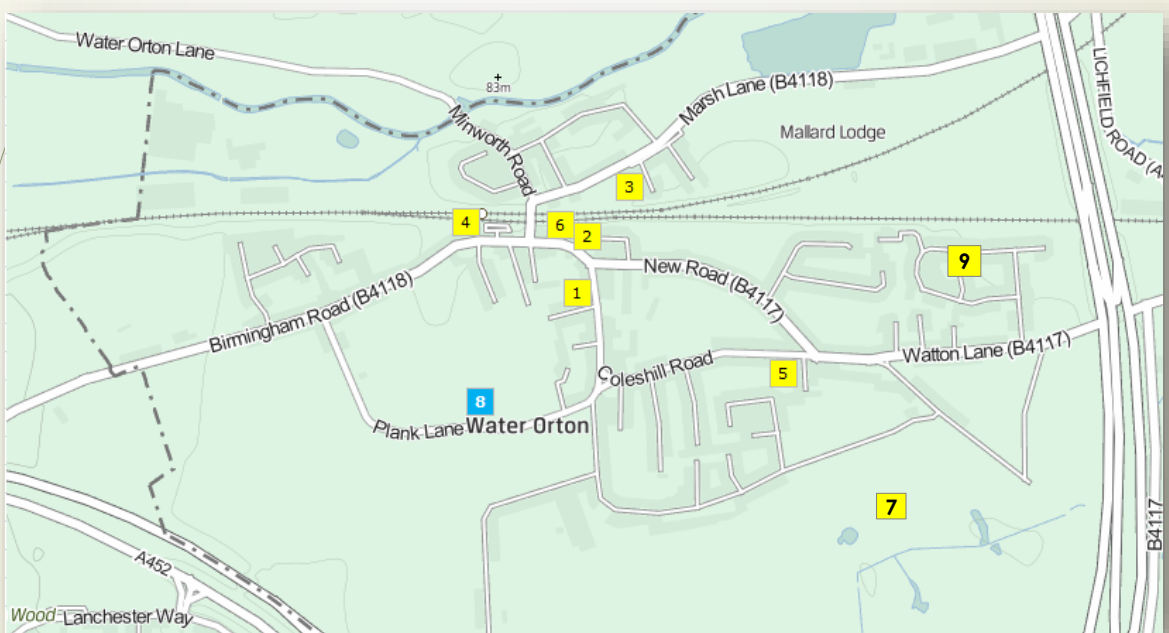 Water Orton Lane
83m
Minworth Road
Marsh Lane (B4118)
Mallard Lodge
LICHFIELD ROAD (A
3
4
6
2
9
New Road (B4117)
1
Birmingham Road (B4118)
Watton Lane (B4117)
Coleshill Road
5
8
Plank Lane
Water Orton
7
B4117
A452
Wood
Lanchester Way